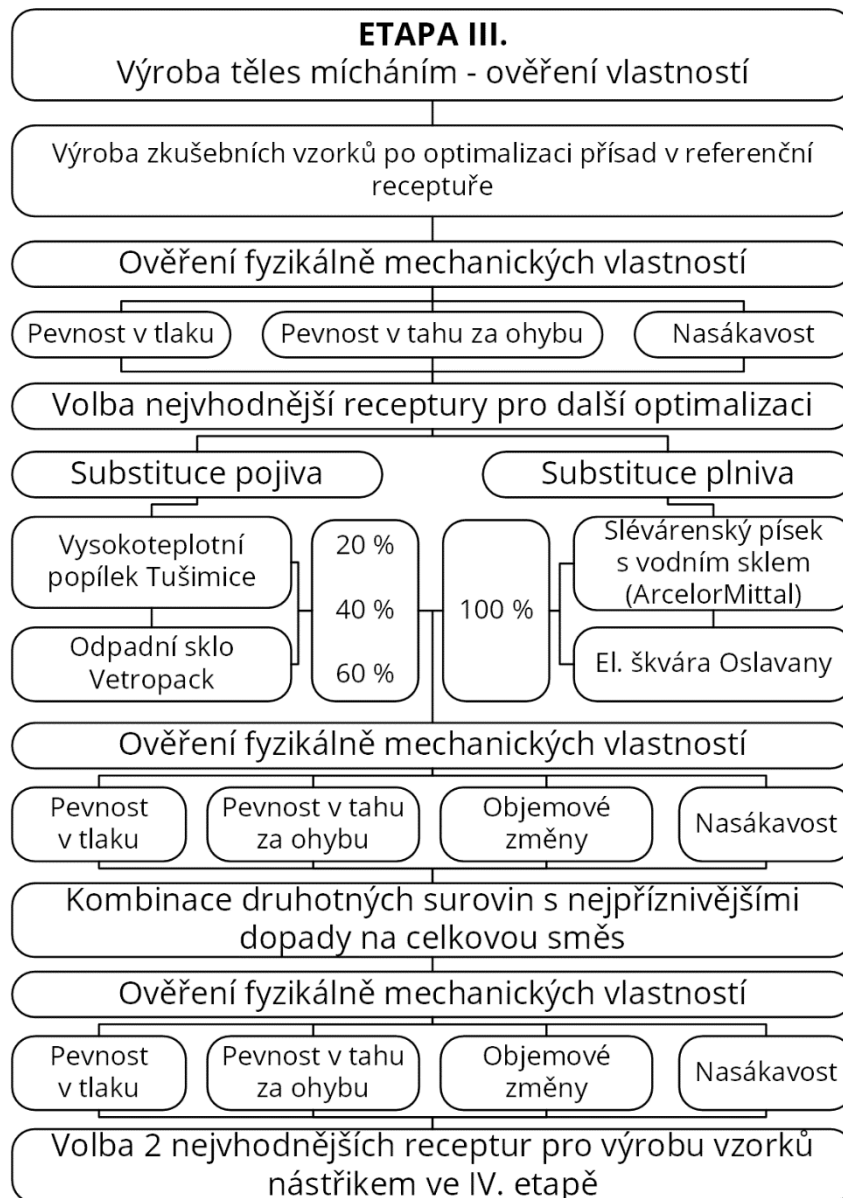 ETAPA III.
Výroba těles mícháním - ověření vlastností
Výroba zkušebních vzorků po optimalizaci přísad v referenční
receptuře
Ověření fyzikálně mechanických vlastností
Pevnost v tlaku
Pevnost v tahu za ohybu
Nasákavost
Volba nejvhodnější receptury pro další optimalizaci
Substituce pojiva
Substituce plniva
Vysokoteplotní
popílek Tušimice
Odpadní sklo
Vetropack
20 %
40 %
60 %
100 %
Slévárenský písek
s vodním sklem
(ArcelorMittal)
El. škvára Oslavany
Ověření fyzikálně mechanických vlastností
Pevnost
v tlaku
Pevnost v tahu
za ohybu
Objemové
změny
Nasákavost
Kombinace druhotných surovin s nejpříznivějšími
dopady na celkovou směs
Ověření fyzikálně mechanických vlastností
Pevnost
v tlaku
Pevnost v tahu
za ohybu
Objemové
změny
Nasákavost
Volba 2 nejvhodnějších receptur pro výrobu vzorků
nástřikem ve IV. etapě